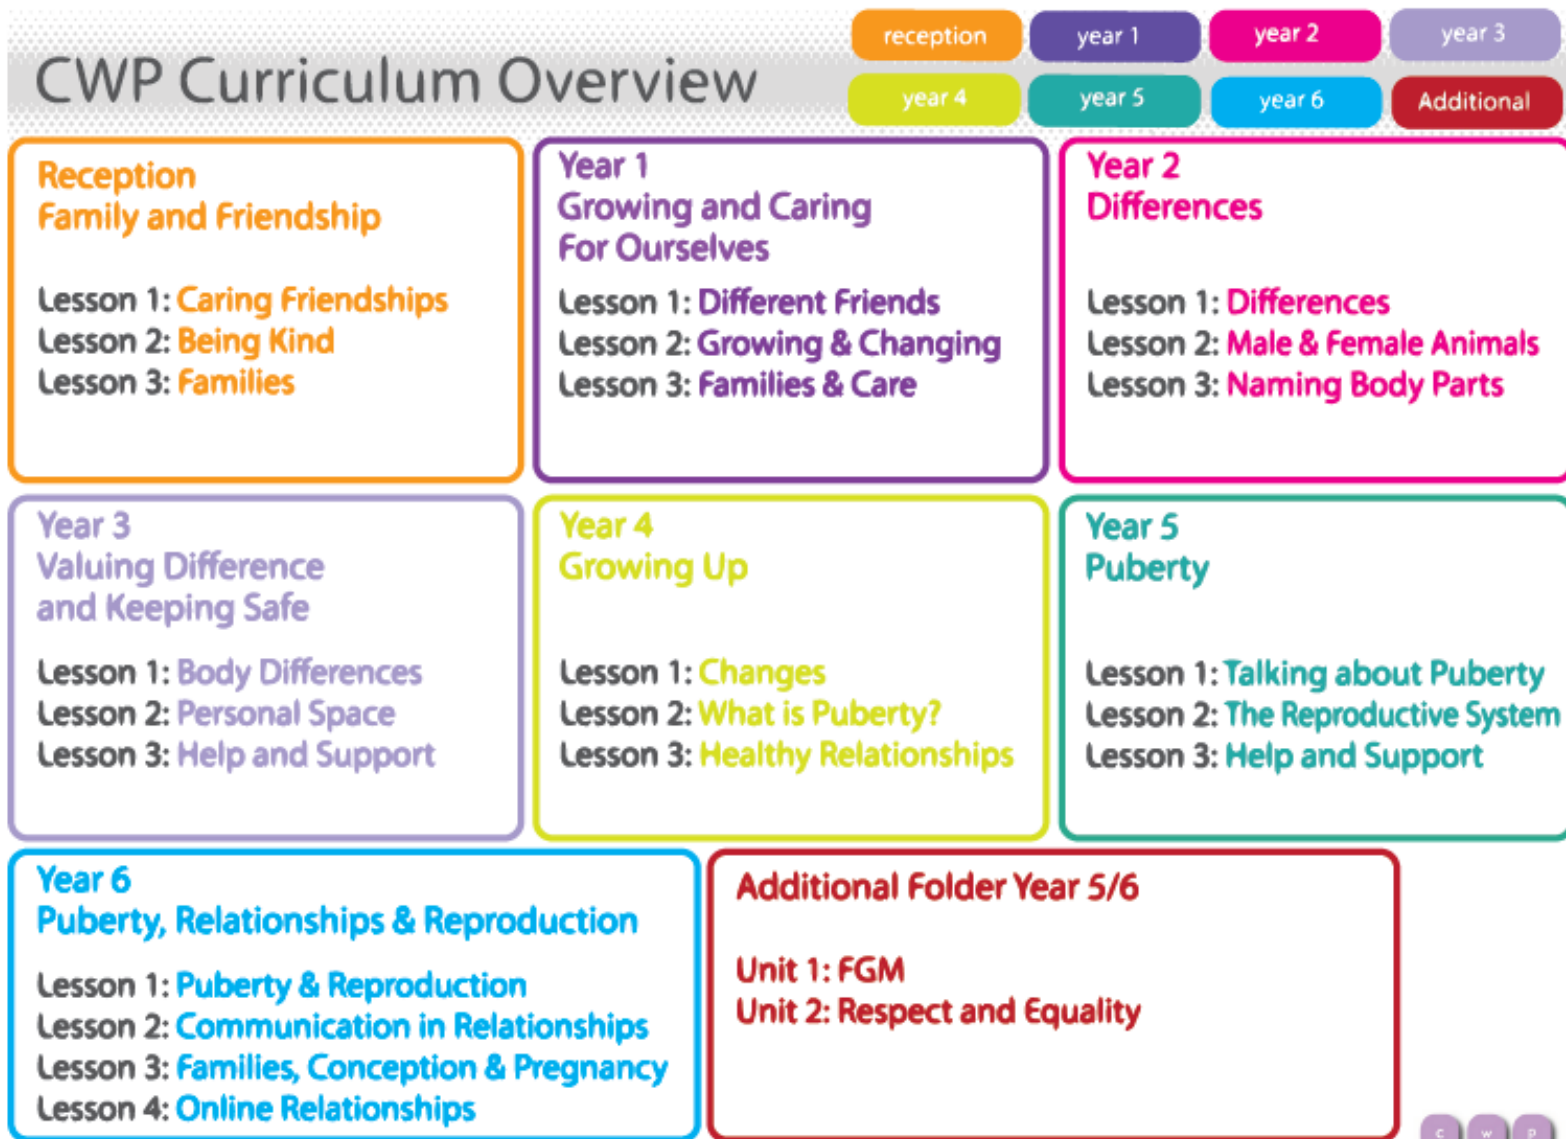 CWP Curriculum Overview
reception
year 1
year 2
year 3
year 4
year 5
year 6
Additional
Reception
Family and Friendship
Lesson 1: Caring Friendships
Lesson 2: Being Kind
Lesson 3: Families
Year 1
Growing and Caring
For Ourselves
Lesson 1: Different Friends
Lesson 2: Growing & Changing
Lesson 3: Families & Care
Year 2
Differences
Lesson 1: Differences
Lesson 2: Male & Female Animals
Lesson 3: Naming Body Parts
Year 3
Valuing Difference
and Keeping Safe
Lesson 1: Body Differences
Lesson 2: Personal Space
Lesson 3: Help and Support
Year 4
Growing Up
Lesson 1: Changes
Lesson 2: What is Puberty?
Lesson 3: Healthy Relationships
Year 5
Puberty
Lesson 1: Talking about Puberty
Lesson 2: The Reproductive System
Lesson 3: Help and Support
Year 6
Puberty, Relationships & Reproduction
Lesson 1: Puberty & Reproduction
Lesson 2: Communication in Relationships
Lesson 3: Families, Conception & Pregnancy
Lesson 4: Online Relationships
Additional Folder Year 5/6
Unit 1: FGM
Unit 2: Respect and Equality
c w p